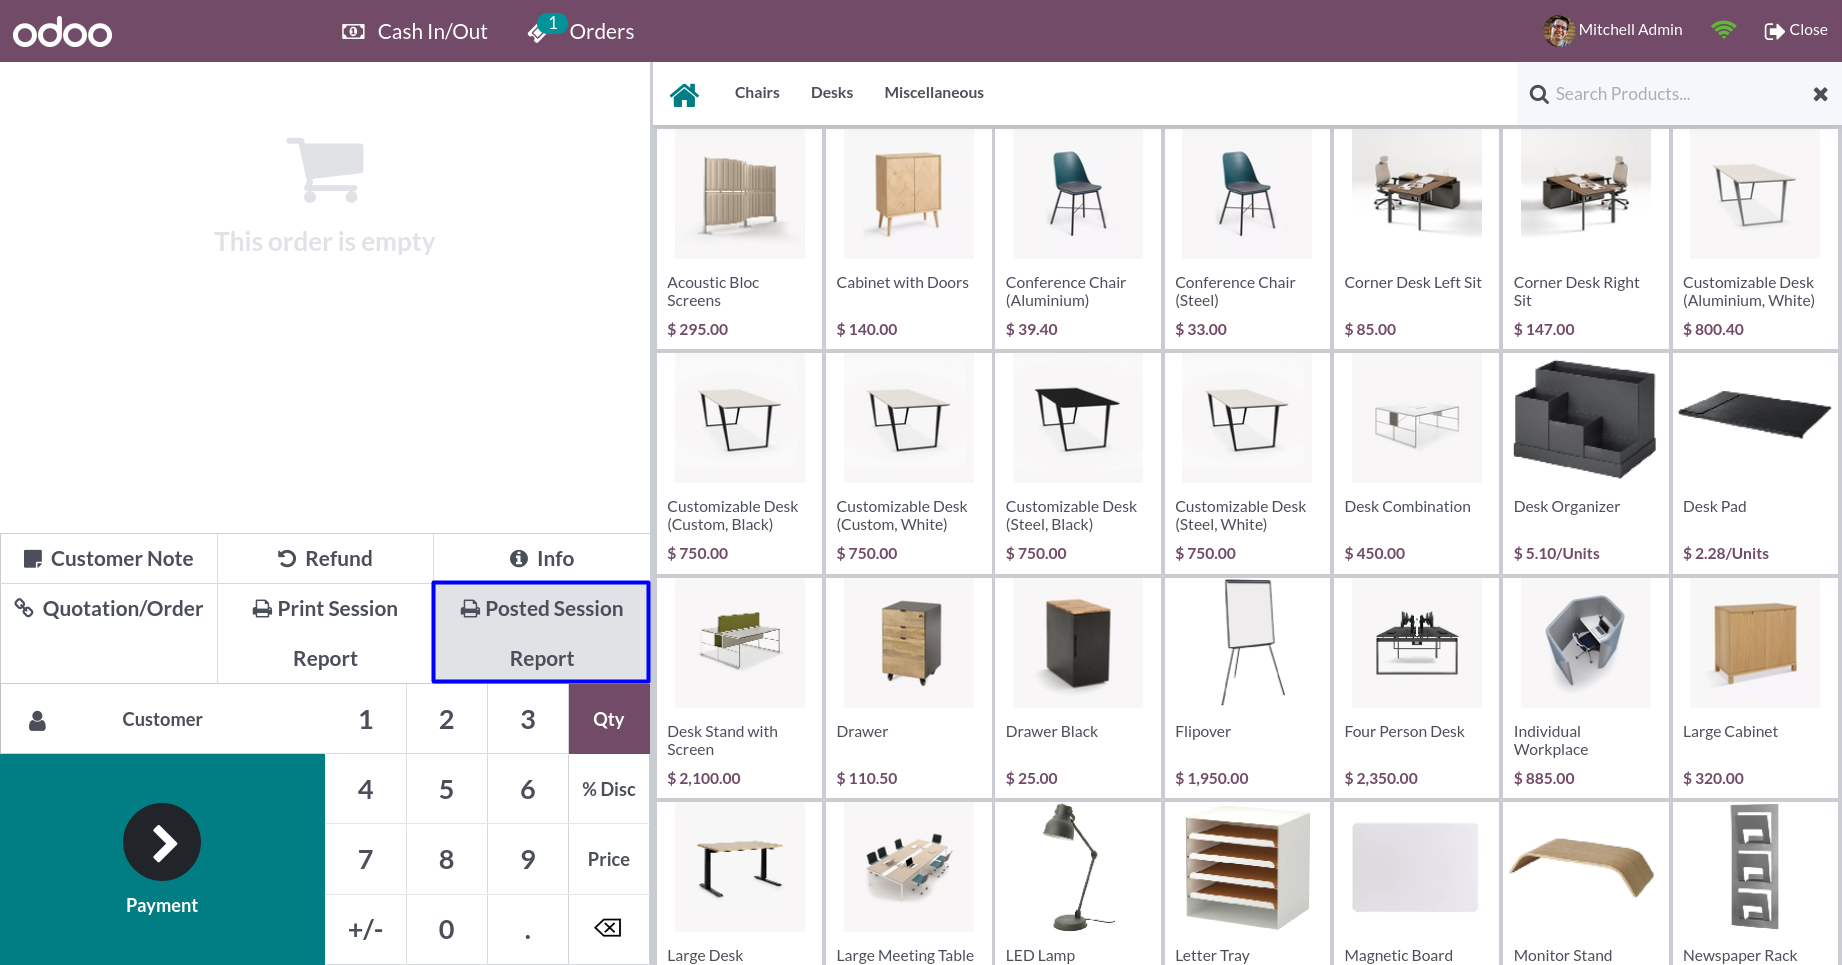 odoo
Cash In/Out
1
Orders
Mitchell Admin
Close
This order is empty
Customer Note
Refund
Info
Quotation/Order
Print Session
Report
Posted Session
Report
Customer
1
2
3
Qty
4
5
6
% Disc
7
8
9
Price
+/-
0
.
Payment
Chairs
Desks
Miscellaneous
Search Products...
Acoustic Bloc
Screens
$ 295.00
Cabinet with Doors
$ 140.00
Conference Chair
(Aluminium)
$ 39.40
Conference Chair
(Steel)
$ 33.00
Corner Desk Left Sit
$ 85.00
Corner Desk Right
Sit
$ 147.00
Customizable Desk
(Aluminium, White)
$ 800.40
Customizable Desk
(Custom, Black)
$ 750.00
Customizable Desk
(Custom, White)
$ 750.00
Customizable Desk
(Steel, Black)
$ 750.00
Customizable Desk
(Steel, White)
$ 750.00
Desk Combination
$ 450.00
Desk Organizer
$ 5.10/Units
Desk Pad
$ 2.28/Units
Desk Stand with
Screen
$ 2,100.00
Drawer
$ 110.50
Drawer Black
$ 25.00
Flipover
$ 1,950.00
Four Person Desk
$ 2,350.00
Individual
Workplace
$ 885.00
Large Cabinet
$ 320.00
Large Desk
Large Meeting Table
LED Lamp
Letter Tray
Magnetic Board
Monitor Stand
Newspaper Rack